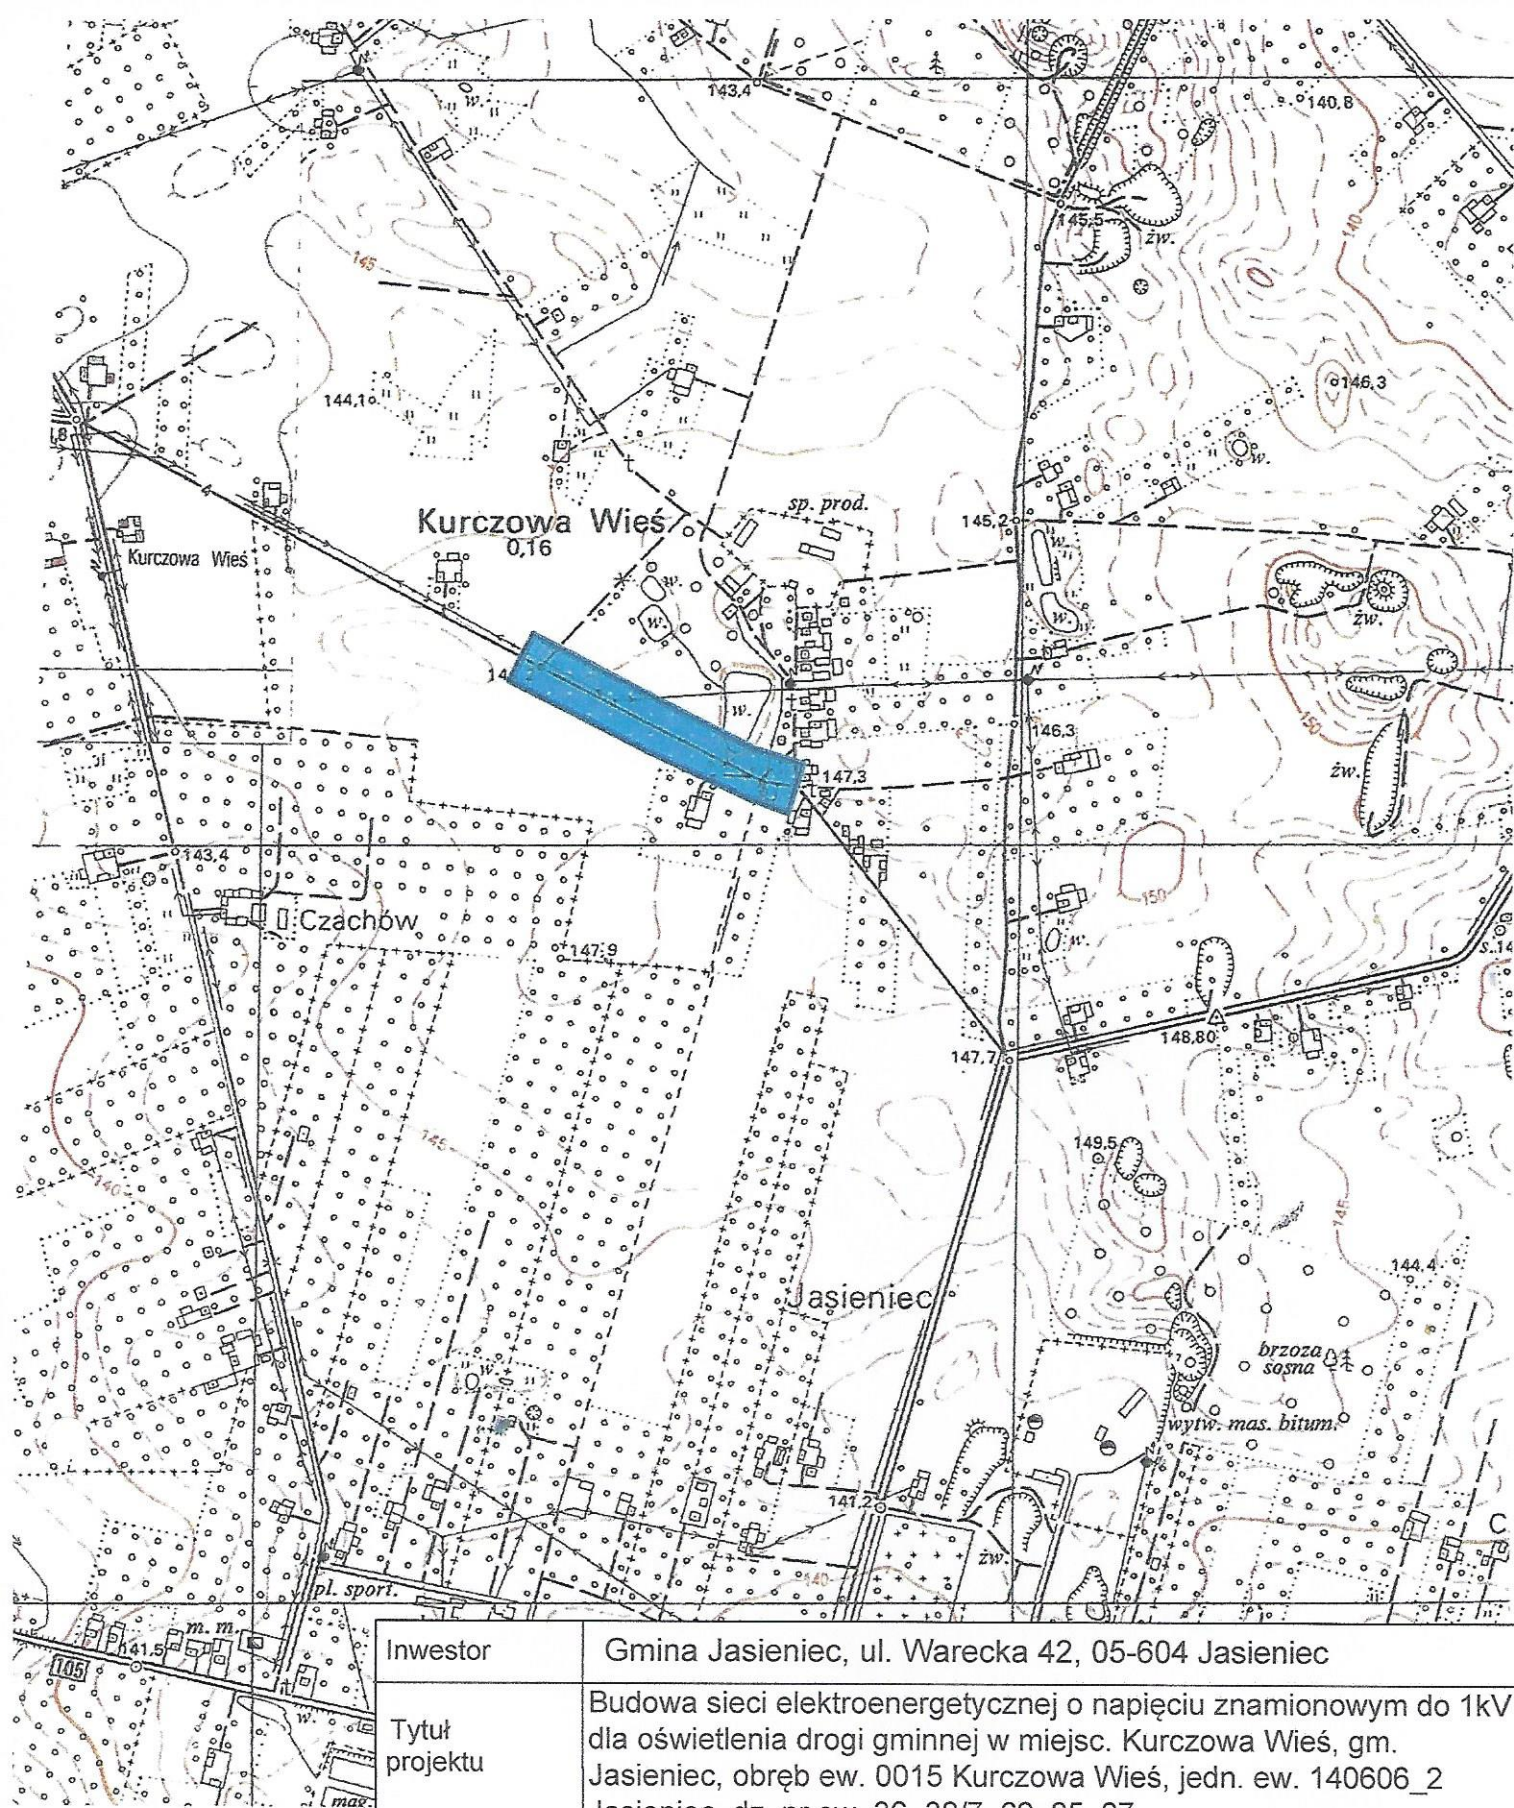 143,4
140,8
145,5
żw.
w.
145
140
144,1
146,3
w.
Kurczowa Wieś
0,16
sp. prod.
145,2
w.
Kurczowa Wieś
w.
w.
w.
żw.
w.
146,3
150
żw.
147,3
143,4
150
Czachów
147,9
w.
147,7
148,80
145
149,5
140
145
144,4
Jasieniec
brzoza
sosna
w.
wytw. mas. bitum.
141,2
żw.
C
140
pl. sport.
m. m.
141,5
105
w.
mag.
Inwestor
Gmina Jasieniec, ul. Warecka 42, 05-604 Jasieniec
Tytuł
projektu
Budowa sieci elektroenergetycznej o napięciu znamionowym do 1kV
dla oświetlenia drogi gminnej w miejsc. Kurczowa Wieś, gm.
Jasieniec, obręb ew. 0015 Kurczowa Wieś, jedn. ew. 140606_2